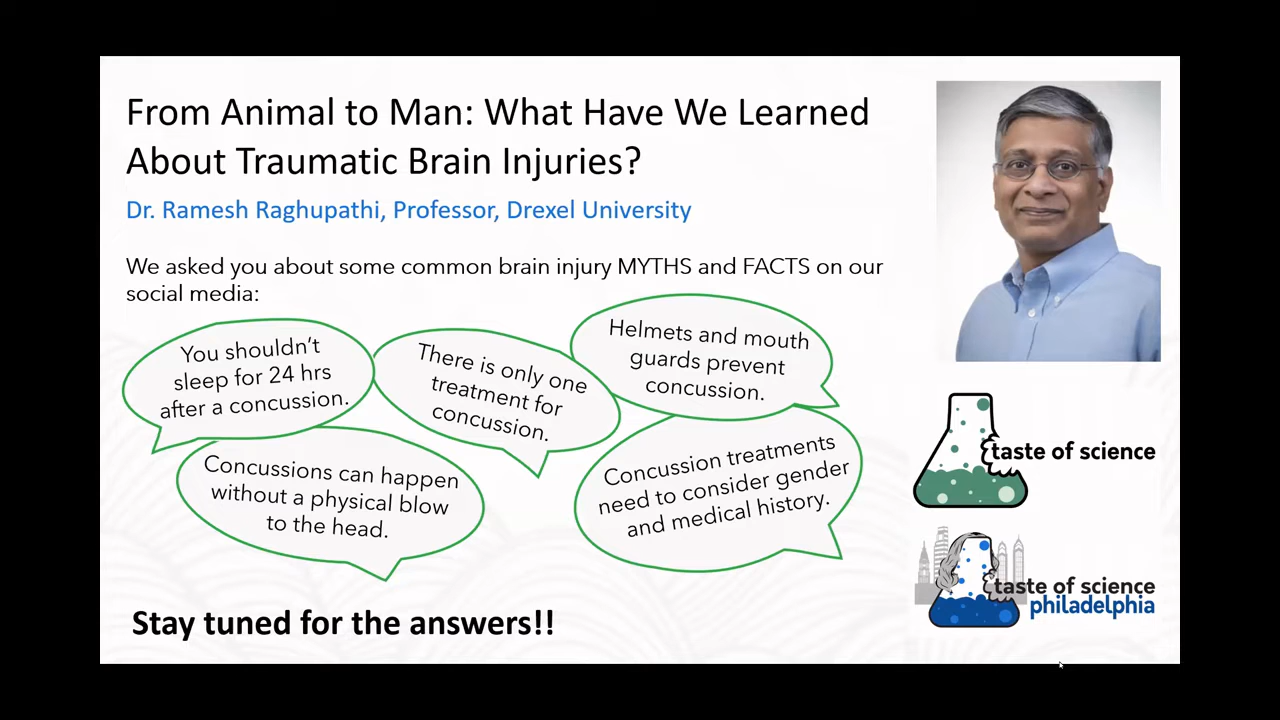 From Animal to Man: What Have We Learned
About Traumatic Brain Injuries?
Dr. Ramesh Raghupathi, Professor, Drexel University
We asked you about some common brain injury MYTHS and FACTS on our
social media:
You shouldn't
sleep for 24 hrs
after a concussion.
There is only one
treatment for
concussion.
Helmets and mouth
guards prevent
concussion.
Concussions can happen
without a physical blow
to the head.
Concussion treatments
need to consider gender
and medical history.
Stay tuned for the answers!!
taste of science
taste of science
philadelphia